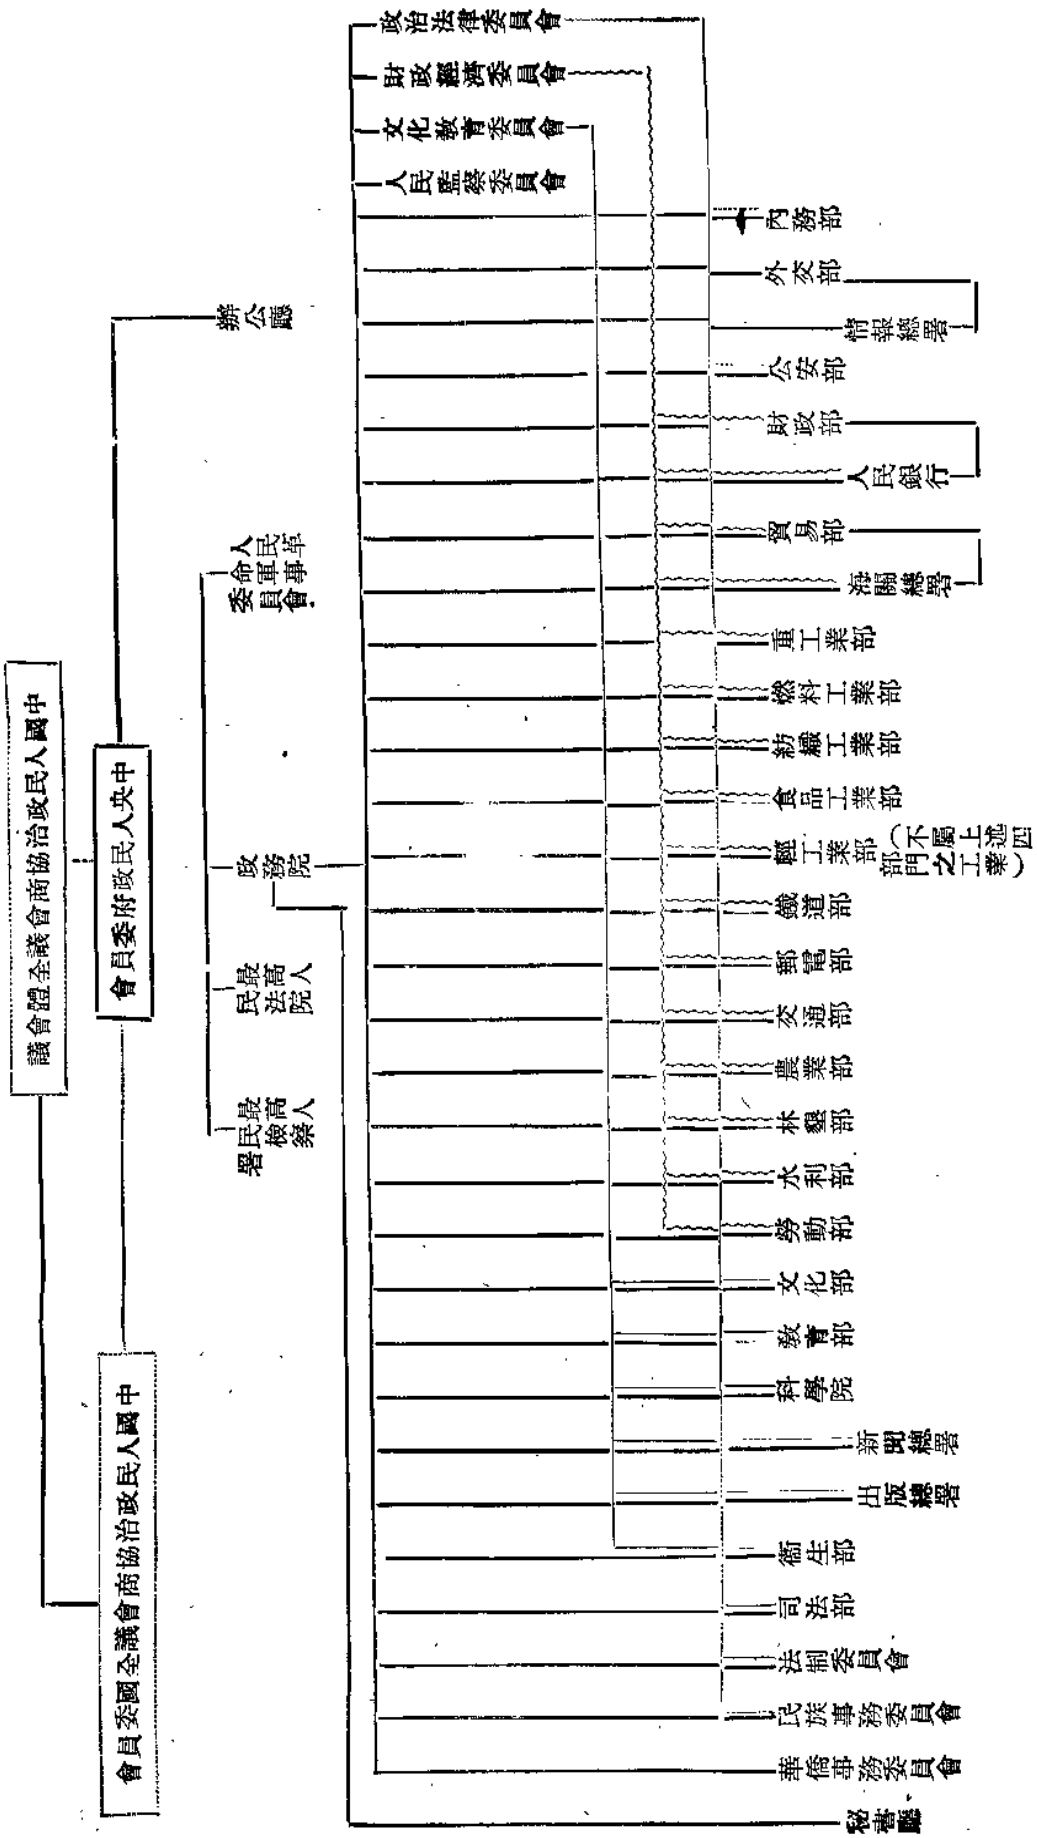 中國人民政治協商會議全體會議
中國人民政治協商會議全國委員會
中央人民政府委員會
辦公廳
人民革
命軍事
委員會
政務院
最高人
民法院
最高人
民檢察
署
政治法律委員會
財政經濟委員會
文化教育委員會
人民監察委員會
內務部
外交部
情報總署
公安部
財政部
人民銀行
貿易部
海關總署
重工業部
燃料工業部
紡織工業部
食品工業部
輕工業部(不屬上述四
部門之工業)
鐵道部
郵電部
交通部
農業部
林墾部
水利部
勞動部
文化部
教育部
科學院
新聞總署
出版總署
衞生部
司法部
法制委員會
民族事務委員會
華僑事務委員會
秘書廳